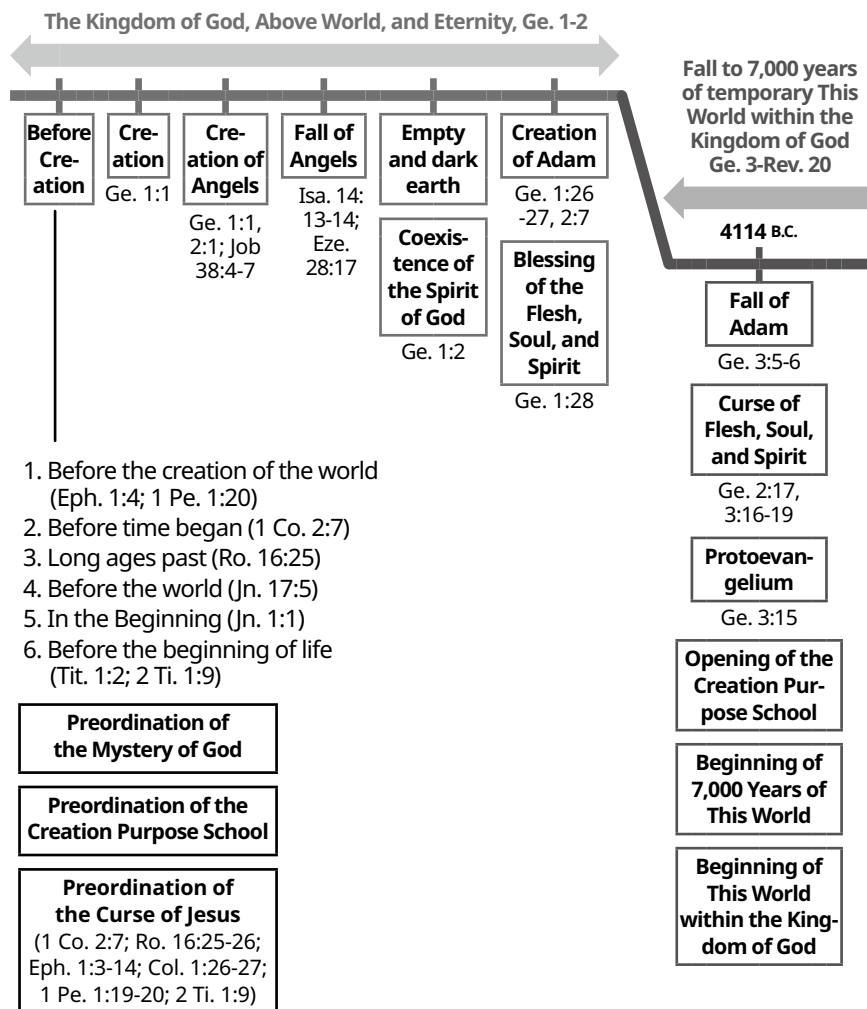 The Kingdom of God, Above World, and Eternity, Ge. 1-2
Before
Cre-
ation
Cre-
ation
Ge. 1:1
Cre-
ation of
Angels
Ge. 1:1,
2:1; Job
38:4-7
Fall of
Angels
Isa. 14:
13-14;
Eze.
28:17
Empty
and dark
earth
Coexis-
tence of
the Spirit
of God
Ge. 1:2
Creation
of Adam
Ge. 1:26
-27, 2:7
Blessing
of the
Flesh,
Soul, and
Spirit
Ge. 1:28
1. Before the creation of the world
(Eph. 1:4; 1 Pe. 1:20)
2. Before time began (1 Co. 2:7)
3. Long ages past (Ro. 16:25)
4. Before the world (Jn. 17:5)
5. In the Beginning (Jn. 1:1)
6. Before the beginning of life
(Tit. 1:2; 2 Ti. 1:9)
Preordination of
the Mystery of God
Preordination of the
Creation Purpose School
Preordination of
the Curse of Jesus
(1 Co. 2:7; Ro. 16:25-26;
Eph. 1:3-14; Col. 1:26-27;
1 Pe. 1:19-20; 2 Ti. 1:9)
Fall to 7,000 years
of temporary This
World within the
Kingdom of God
Ge. 3-Rev. 20
4114 B.C.
Fall of
Adam
Ge. 3:5-6
Curse of
Flesh, Soul,
and Spirit
Ge. 2:17,
3:16-19
Protoevan-
gelium
Ge. 3:15
Opening of the
Creation Pur-
pose School
Beginning of
7,000 Years of
This World
Beginning of
This World
within the King-
dom of God